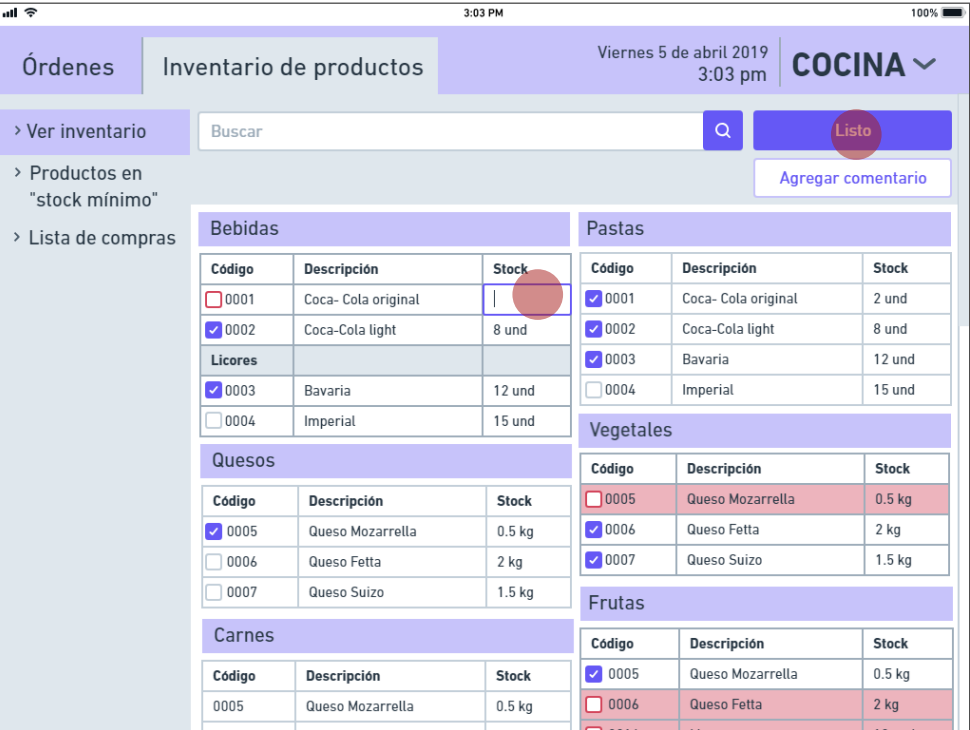 3:03 PM
100%
Órdenes
Inventario de productos
Viernes 5 de abril 2019
3:03 pm
COCINA
> Ver inventario
> Productos en
"stock mínimo"
> Lista de compras
Buscar
Listo
Agregar comentario
Bebidas
Código Descripción Stock
0001 Coca- Cola original
0002 Coca-Cola light 8 und
Licores
0003 Bavaria 12 und
0004 Imperial 15 und
Quesos
Código Descripción Stock
0005 Queso Mozarrella 0.5 kg
0006 Queso Fetta 2 kg
0007 Queso Suizo 1.5 kg
Carnes
Código Descripción Stock
0005 Queso Mozarrella 0.5 kg
Pastas
Código Descripción Stock
0001 Coca- Cola original 2 und
0002 Coca-Cola light 8 und
0003 Bavaria 12 und
0004 Imperial 15 und
Vegetales
Código Descripción Stock
0005 Queso Mozarrella 0.5 kg
0006 Queso Fetta 2 kg
0007 Queso Suizo 1.5 kg
Frutas
Código Descripción Stock
0005 Queso Mozarrella 0.5 kg
0006 Queso Fetta 2 kg